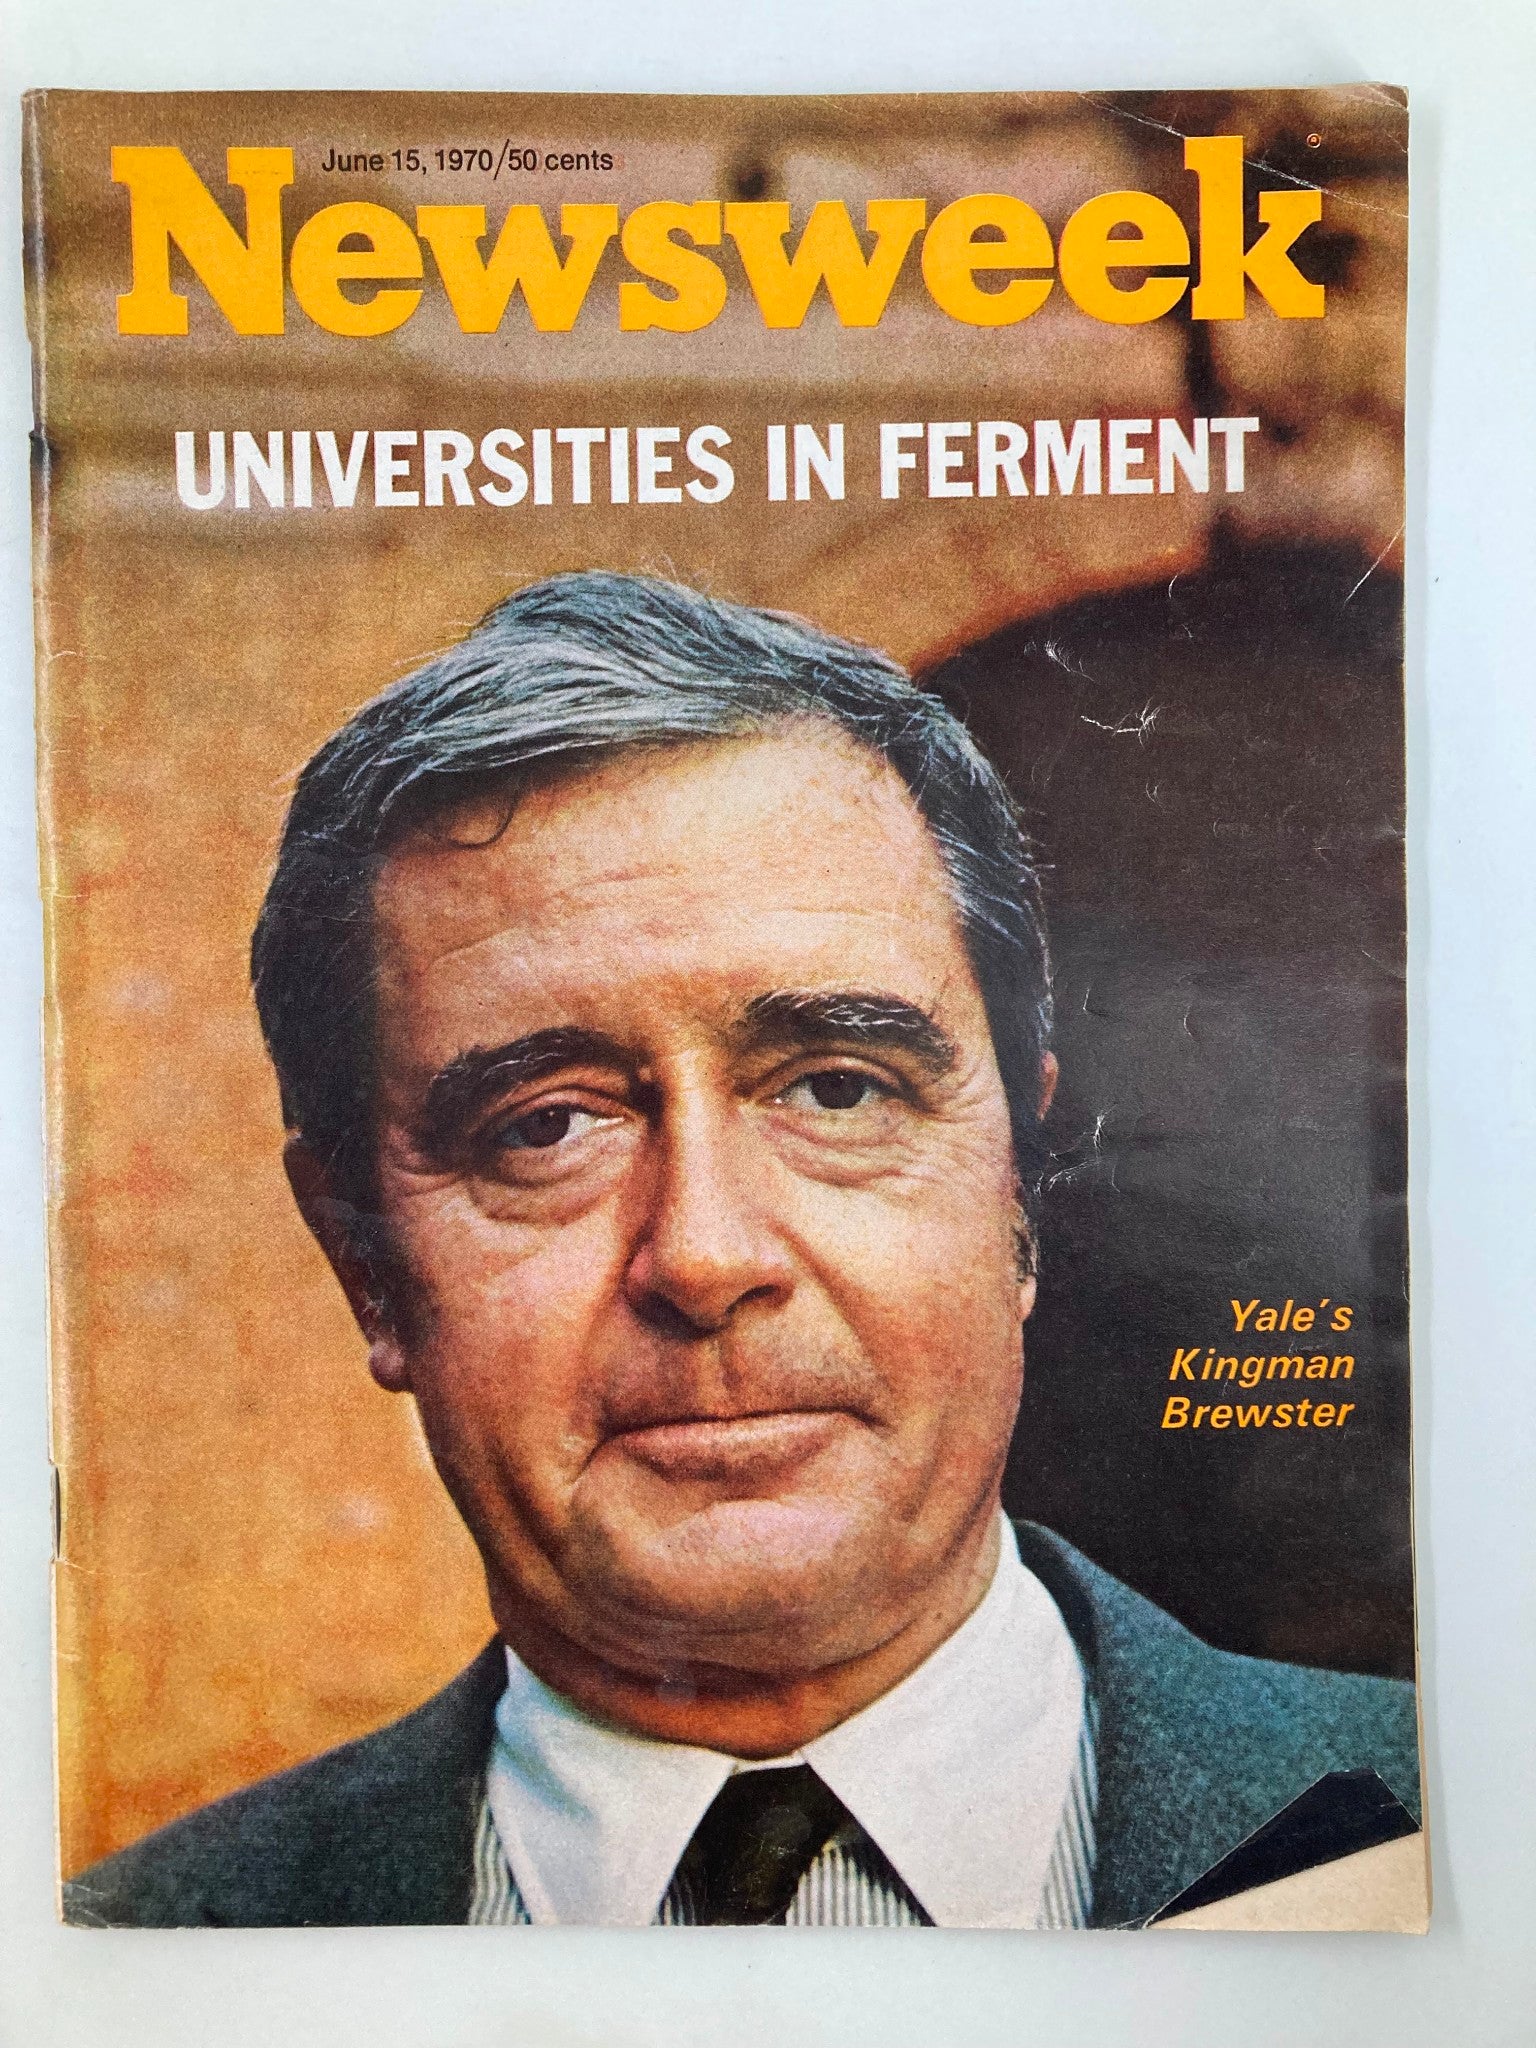 June 15, 1970/50 cents
Newsweek®
UNIVERSITIES IN FERMENT
Yale's
Kingman
Brewster